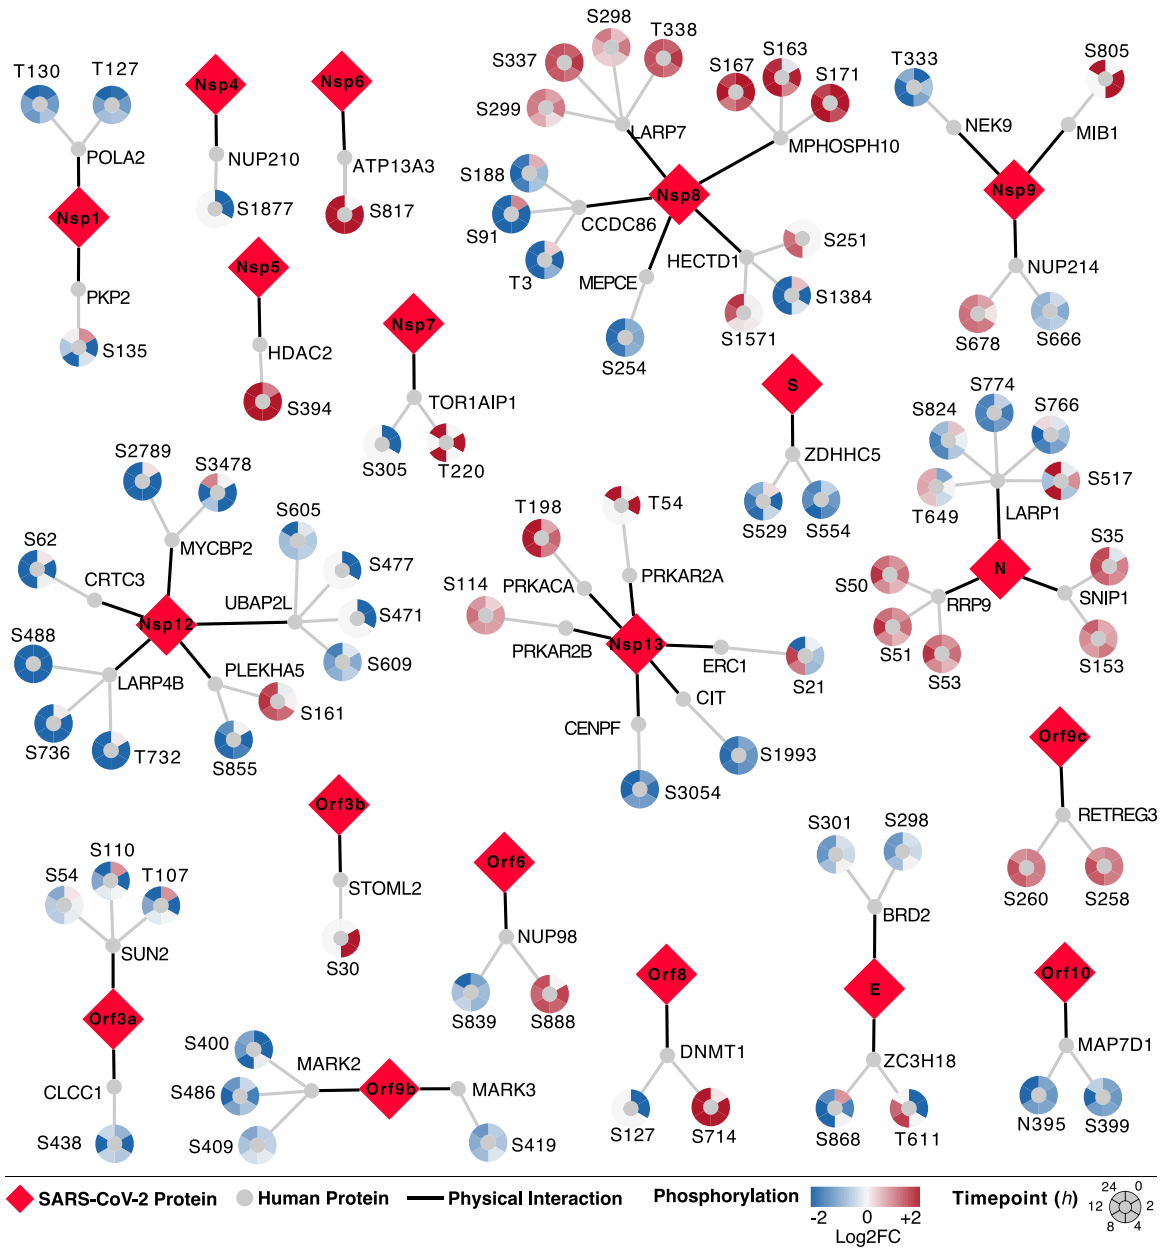 T130
T127
POLA2
Nsp1
PKP2
S135
Nsp4
NUP210
S1877
Nsp6
ATP13A3
S817
Nsp5
HDAC2
S394
Nsp7
TOR1AIP1
S305
T220
S298
S337
T338
S299
LARP7
S163
S167
S171
MPHOSPH10
Nsp8
S188
S91
T3
CCDC86
MEPCE
S254
HECTD1
S251
S1384
S1571
T333
NEK9
S805
MIB1
Nsp9
NUP214
S678
S666
S
ZDHHC5
S529
S554
S774
S824
S766
T649
S517
LARP1
N
S50
S51
S53
RRP9
S35
SNIP1
S153
S2789
S3478
MYCBP2
S62
CRTC3
Nsp12
S605
S477
UBAP2L
S471
S609
S488
LARP4B
S736
T732
PLEKHA5
S161
S855
T198
T54
PRKACA
PRKAR2A
S114
PRKAR2B
Nsp13
ERC1
S21
CIT
S1993
CENPF
S3054
Orf9c
RETREG3
S260
S258
S110
S54
T107
SUN2
Orf3a
CLCC1
S438
Orf3b
STOML2
S30
Orf6
NUP98
S839
S888
S400
MARK2
S486
S409
Orf9b
MARK3
S419
Orf8
DNMT1
S127
S714
S301
S298
BRD2
E
ZC3H18
S868
T611
Orf10
MAP7D1
N395
S399
SARS-CoV-2 Protein
Human Protein
Physical Interaction
Phosphorylation
-2 0 +2
Log2FC
Timepoint (h)
24 0
12 2
8 4